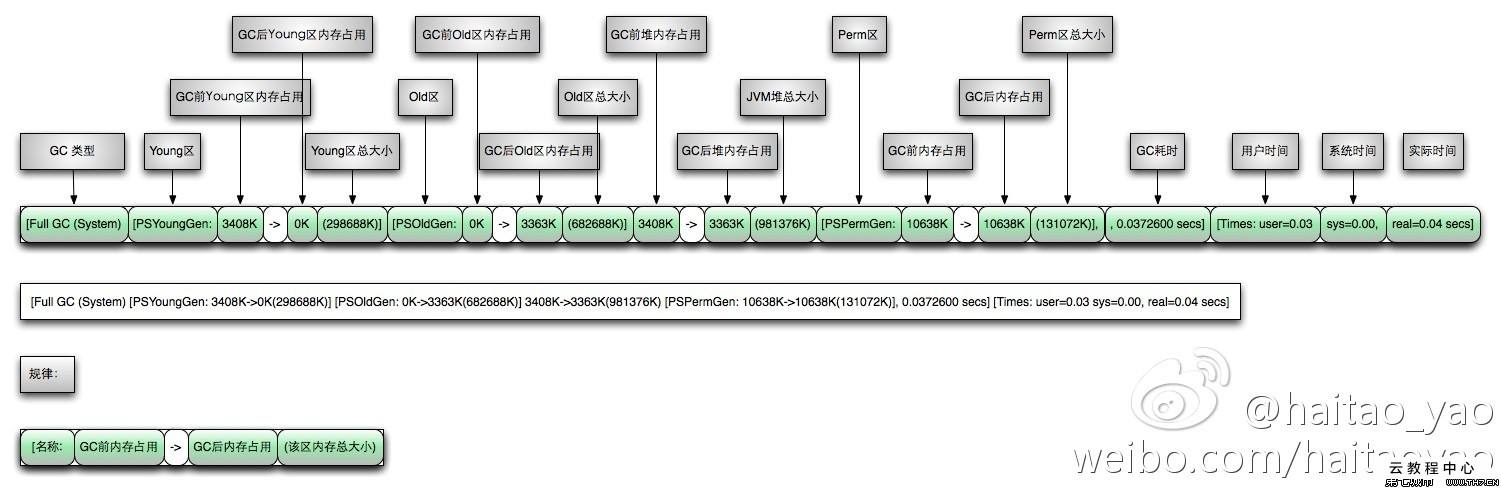 GC后Young区内存占用 GC前Old区内存占用 GC前堆内存占用 Perm区 Perm区总大小
GC前Young区内存占用 Old区 Old区总大小 JVM堆总大小 GC后内存占用
GC 类型 Young区 Young区总大小 GC后Old区内存占用 GC后堆内存占用 GC前内存占用 GC耗时 用户时间 系统时间 实际时间
[Full GC (System) [PSYoungGen: 3408K -> 0K (298688K)] [PSOldGen: 0K -> 3363K (682688K)] 3408K -> 3363K (981376K) [PSPermGen: 10638K -> 10638K (131072K)], , 0.0372600 secs] [Times: user=0.03 sys=0.00, real=0.04 secs]
[Full GC (System) [PSYoungGen: 3408K->0K(298688K)] [PSOldGen: 0K->3363K(682688K)] 3408K->3363K(981376K) [PSPermGen: 10638K->10638K(131072K)], 0.0372600 secs] [Times: user=0.03 sys=0.00, real=0.04 secs]
规律:
[名称: GC前内存占用 -> GC后内存占用 (该区内存总大小)
@haitao_yao
weibo.com/haitaoyao
云教程中心
WWW.TH7.CN